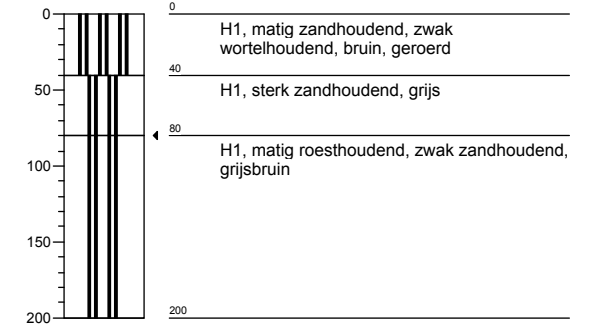 0
50
100
150
200
0
H1, matig zandhoudend, zwak
wortelhoudend, bruin, geroerd
40
H1, sterk zandhoudend, grijs
80
H1, matig roesthoudend, zwak zandhoudend,
grijsbruin
200